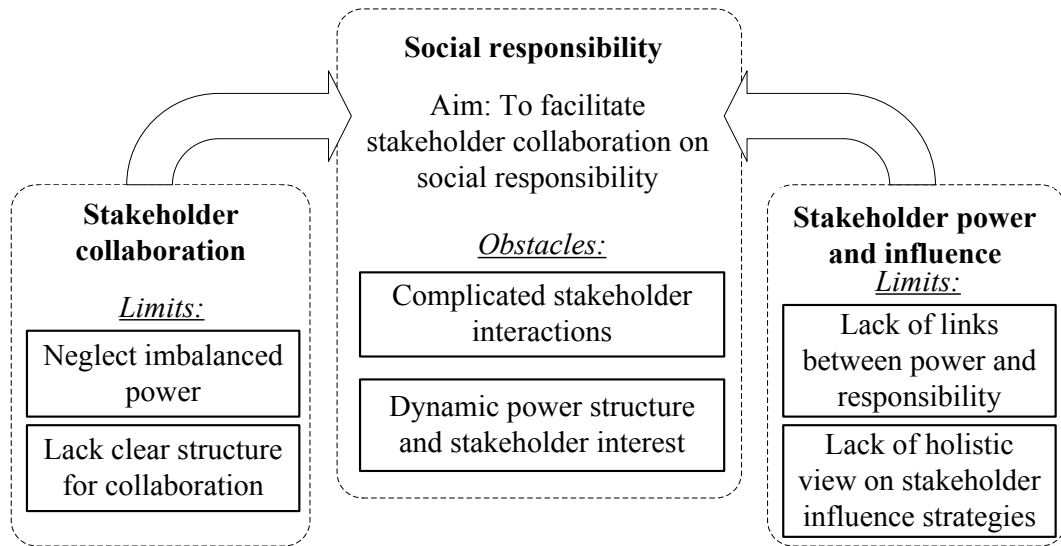 Social responsibility
Aim: To facilitate
stakeholder collaboration on
social responsibility
Obstacles:
Complicated stakeholder
interactions
Dynamic power structure
and stakeholder interest
Stakeholder
collaboration
Limits:
Neglect imbalanced
power
Lack clear structure
for collaboration
Stakeholder power
and influence
Limits:
Lack of links
between power and
responsibility
Lack of holistic
view on stakeholder
influence strategies